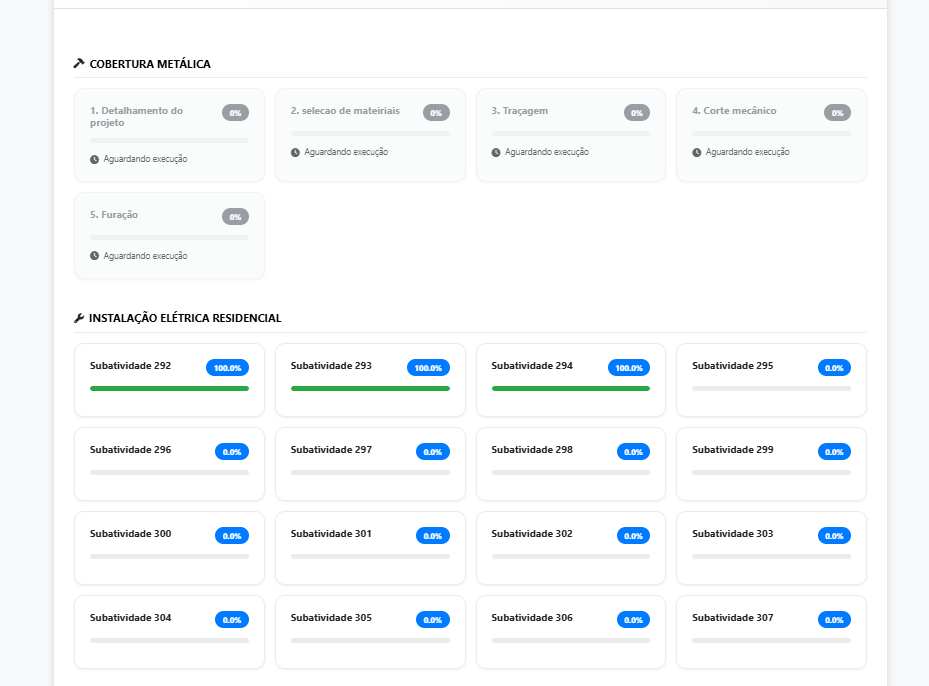 COBERTURA METÁLICA
1. Detalhamento do
projeto
0%
Aguardando execução
2. selecao de mateiriais
0%
Aguardando execução
3. Traçagem
0%
Aguardando execução
4. Corte mecânico
0%
Aguardando execução
5. Furação
0%
Aguardando execução
INSTALAÇÃO ELÉTRICA RESIDENCIAL
Subatividade 292
100.0%
Subatividade 293
100.0%
Subatividade 294
100.0%
Subatividade 295
0.0%
Subatividade 296
0.0%
Subatividade 297
0.0%
Subatividade 298
0.0%
Subatividade 299
0.0%
Subatividade 300
0.0%
Subatividade 301
0.0%
Subatividade 302
0.0%
Subatividade 303
0.0%
Subatividade 304
0.0%
Subatividade 305
0.0%
Subatividade 306
0.0%
Subatividade 307
0.0%